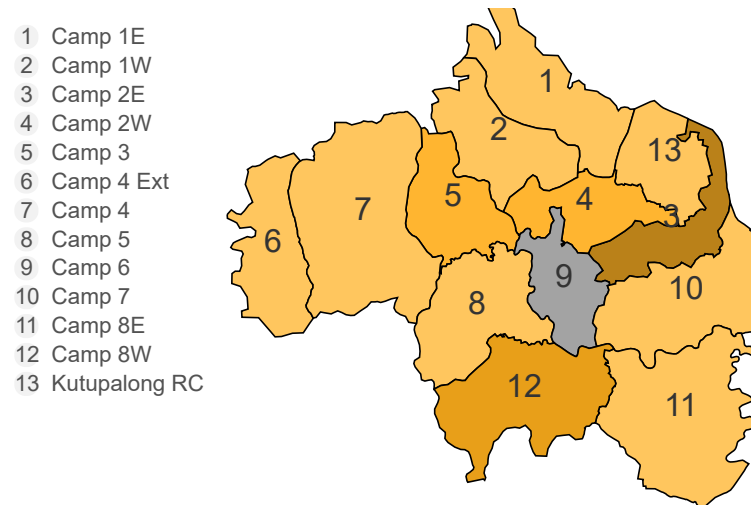 1 Camp 1E
2 Camp 1W
3 Camp 2E
4 Camp 2W
5 Camp 3
6 Camp 4 Ext
7 Camp 4
8 Camp 5
9 Camp 6
10 Camp 7
11 Camp 8E
12 Camp 8W
13 Kutupalong RC
1
2
13
5
4
7
3
6
9
10
8
12
11